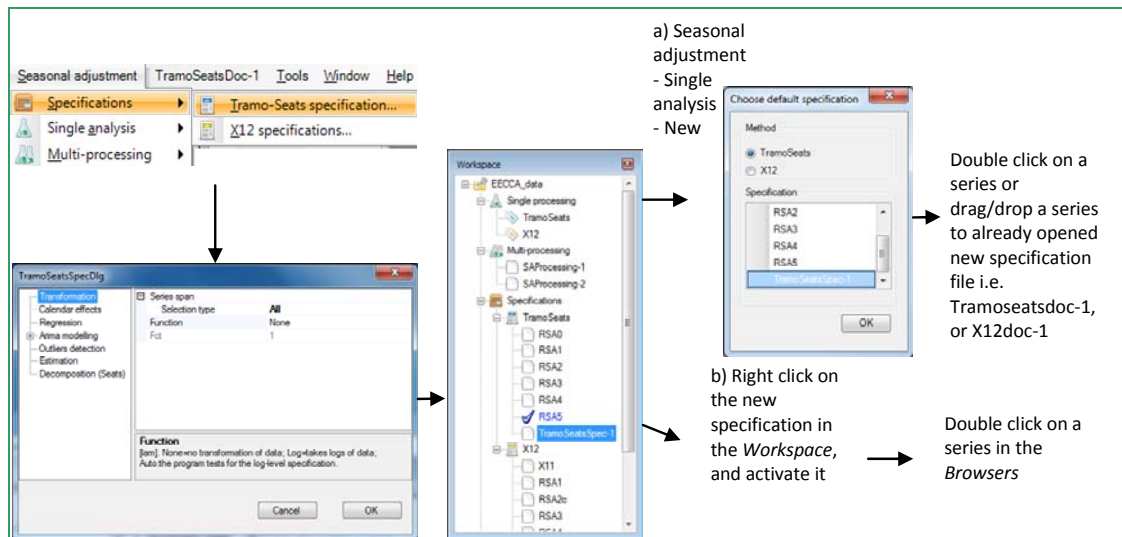 Seasonal adjustment TramoSeatsDoc-1 Tools Window Help
Specifications
Single analysis
Multi-processing
Tramo-Seats specification...
X12 specifications...
TramoSeatsSpecDlg
Transformation
Calendar effects
Regression
Arima modelling
Outliers detection
Estimation
Decomposition (Seats)
Series span
Selection type All
Function None
Fct 1
Function
[lam]. None=no transformation of data; Log=takes logs of data;
Auto:the program tests for the log-level specification.
Cancel OK
Workspace
EECCA_data
Single processing
TramoSeats
X12
Multi-processing
SAProcessing-1
SAProcessing-2
Specifications
TramoSeats
RSA0
RSA1
RSA2
RSA3
RSA4
RSA5
TramoSeatsSpec-1
X12
X11
RSA1
RSA2c
RSA3
a) Seasonal
adjustment
- Single
analysis
- New
Choose default specification
Method
TramoSeats
X12
Specification
RSA2
RSA3
RSA4
RSA5
TramoSeatsSpec-1
OK
Double click on a
series or
drag/drop a series
to already opened
new specification
file i.e.
Tramoseatsdoc-1,
or X12doc-1
b) Right click on
the new
specification in
the Workspace,
and activate it
Double click on a
series in the
Browsers